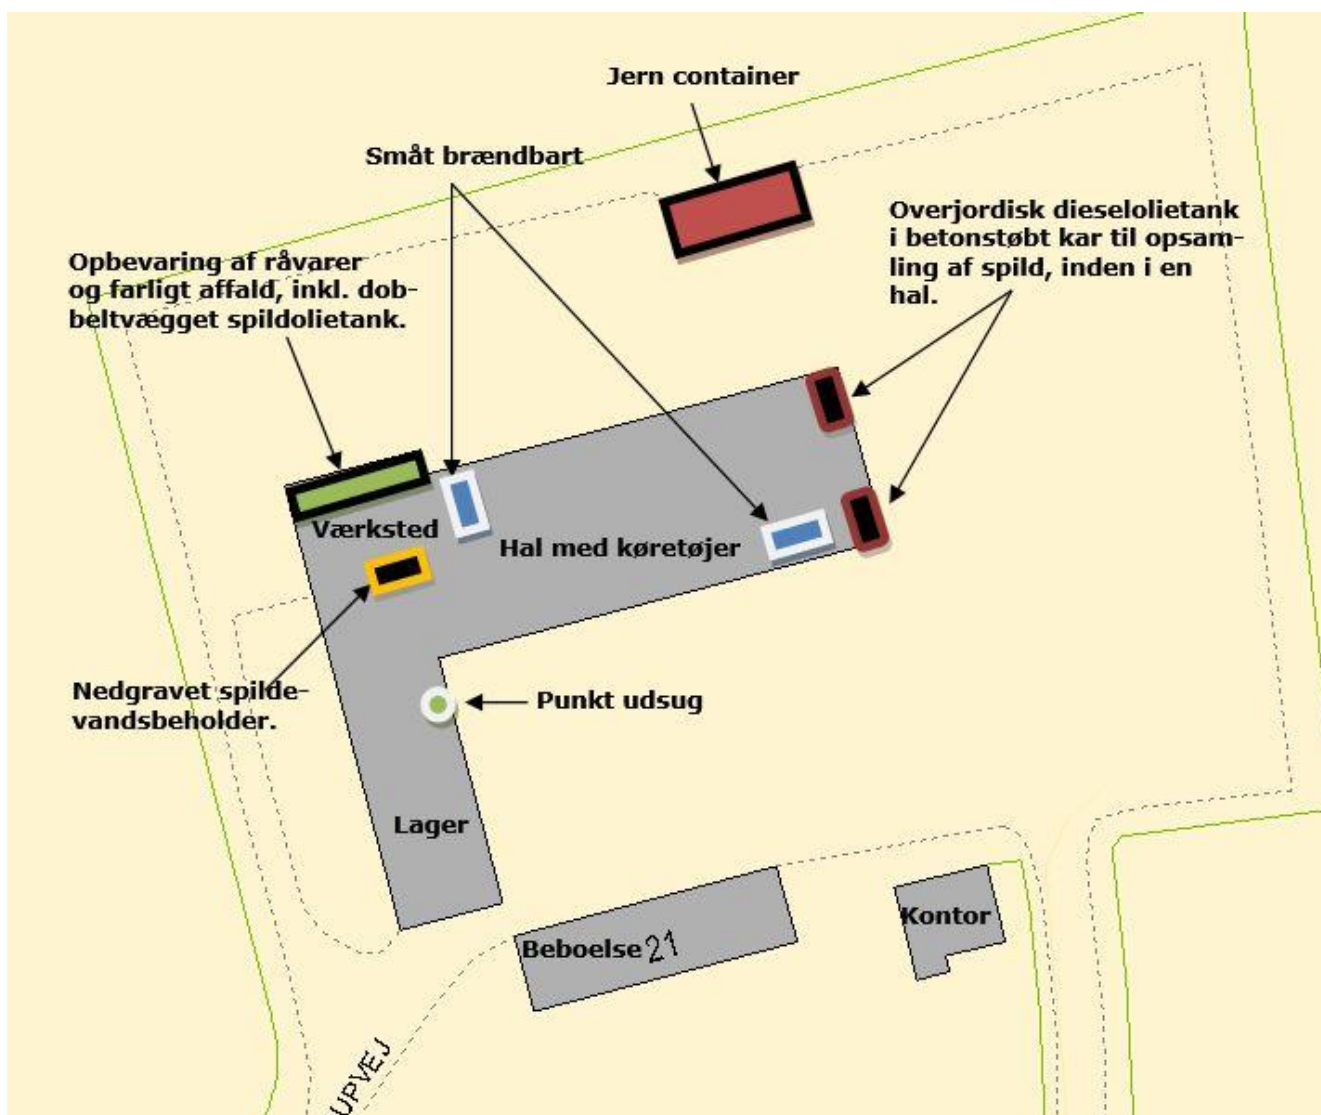 Jern container
Småt brændbart
Overjordisk dieselolietank
i betonstøbt kar til opsam-
ling af spild, inden i en
hal.
Opbevaring af råvarer
og farligt affald, inkl. dob-
beltvægget spildolietank.
Værksted
Hal med køretøjer
Nedgravet spilde-
vandsbeholder.
Punkt udsug
Lager
Beboelse 21
Kontor
UPVEJ